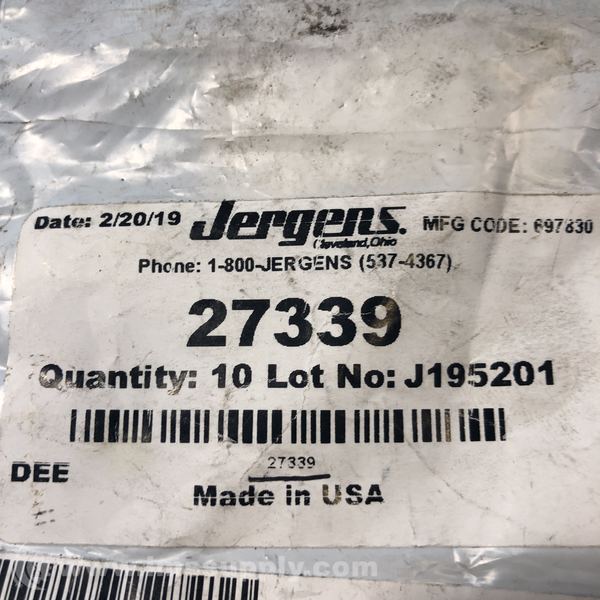 Date: 2/20/19 Jergens. MFG CODE: 697830
Cleveland, Ohio
Phone: 1-800-JERGENS (537-4367)
27339
Quantity: 10 Lot No: J195201
27339
DEE
Made in USA